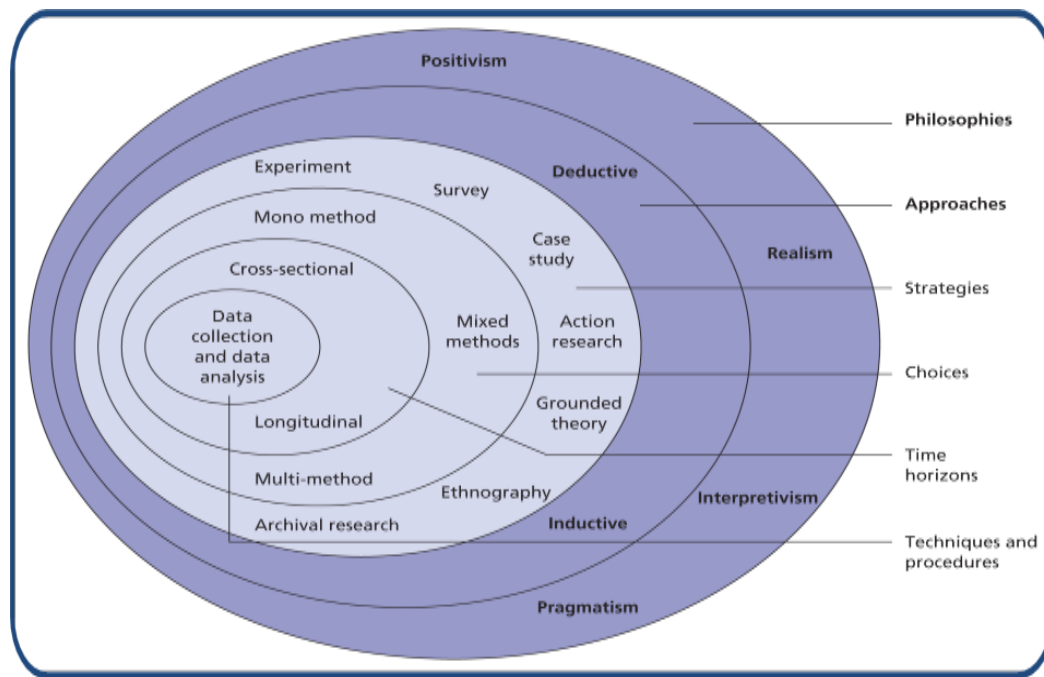 Positivism
Philosophies
Experiment
Deductive
Survey
Approaches
Mono method
Case
study
Realism
Cross-sectional
Strategies
Data
collection
and data
analysis
Mixed
methods
Action
research
Choices
Grounded
theory
Longitudinal
Time
horizons
Multi-method
Ethnography
Interpretivism
Archival research
Inductive
Techniques and
procedures
Pragmatism